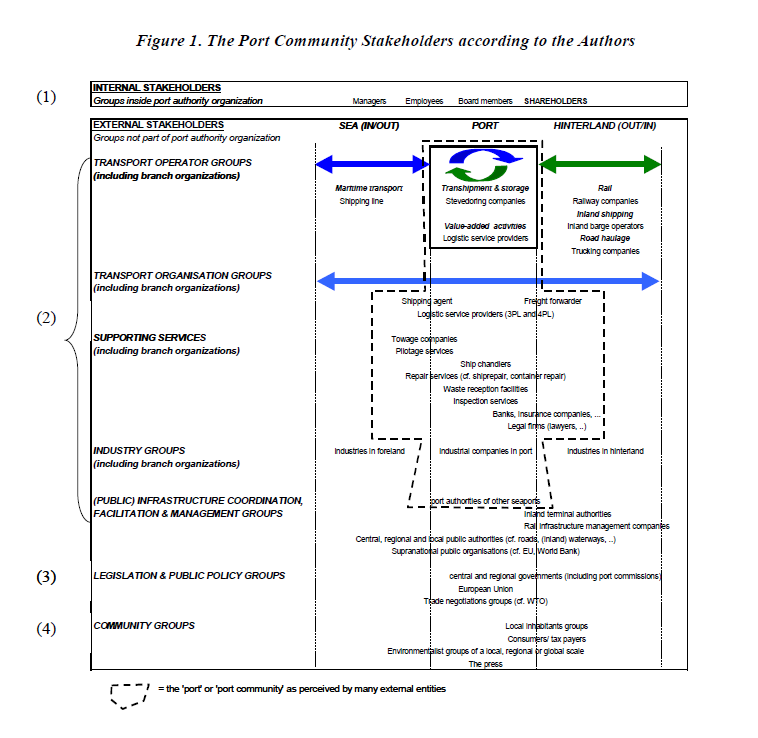 Figure 1. The Port Community Stakeholders according to the Authors
(1)
INTERNAL STAKEHOLDERS
Groups inside port authority organization Managers Employees Board members SHAREHOLDERS
EXTERNAL STAKEHOLDERS SEA (IN/OUT) PORT HINTERLAND (OUT/IN)
Groups not part of port authority organization
TRANSPORT OPERATOR GROUPS
(including branch organizations)
Maritime transport Transhipment & storage Rail
Shipping line Stevedoring companies Railway companies
Inland shipping
Value-added activities Inland barge operators
Logistic service providers Road haulage
Trucking companies
TRANSPORT ORGANISATION GROUPS
(including branch organizations)
Shipping agent Freight forwarder
Logistic service providers (3PL and 4PL)
(2)
SUPPORTING SERVICES Towage companies
(including branch organizations) Pilotage services
Ship chandlers
Repair services (cf. shiprepair, container repair)
Waste reception facilities
Inspection services
Banks, insurance companies, ...
Legal firms (lawyers, ..)
INDUSTRY GROUPS Industries in foreland Industrial companies in port Industries in hinterland
(including branch organizations)
(PUBLIC) INFRASTRUCTURE COORDINATION, port authorities of other seaports
FACILITATION & MANAGEMENT GROUPS Inland terminal authorities
Rail infrastructure management companies
Central, regional and local public authorities (cf. roads, (inland) waterways, ..)
Supranational public organisations (cf. EU, World Bank)
(3) LEGISLATION & PUBLIC POLICY GROUPS central and regional governments (including port commissions)
European Union
Trade negotiations groups (cf. WTO)
(4) COMMUNITY GROUPS Local inhabitants groups
Consumers/ tax payers
Environmentalist groups of a local, regional or global scale
The press
= the 'port' or 'port community' as perceived by many external entities